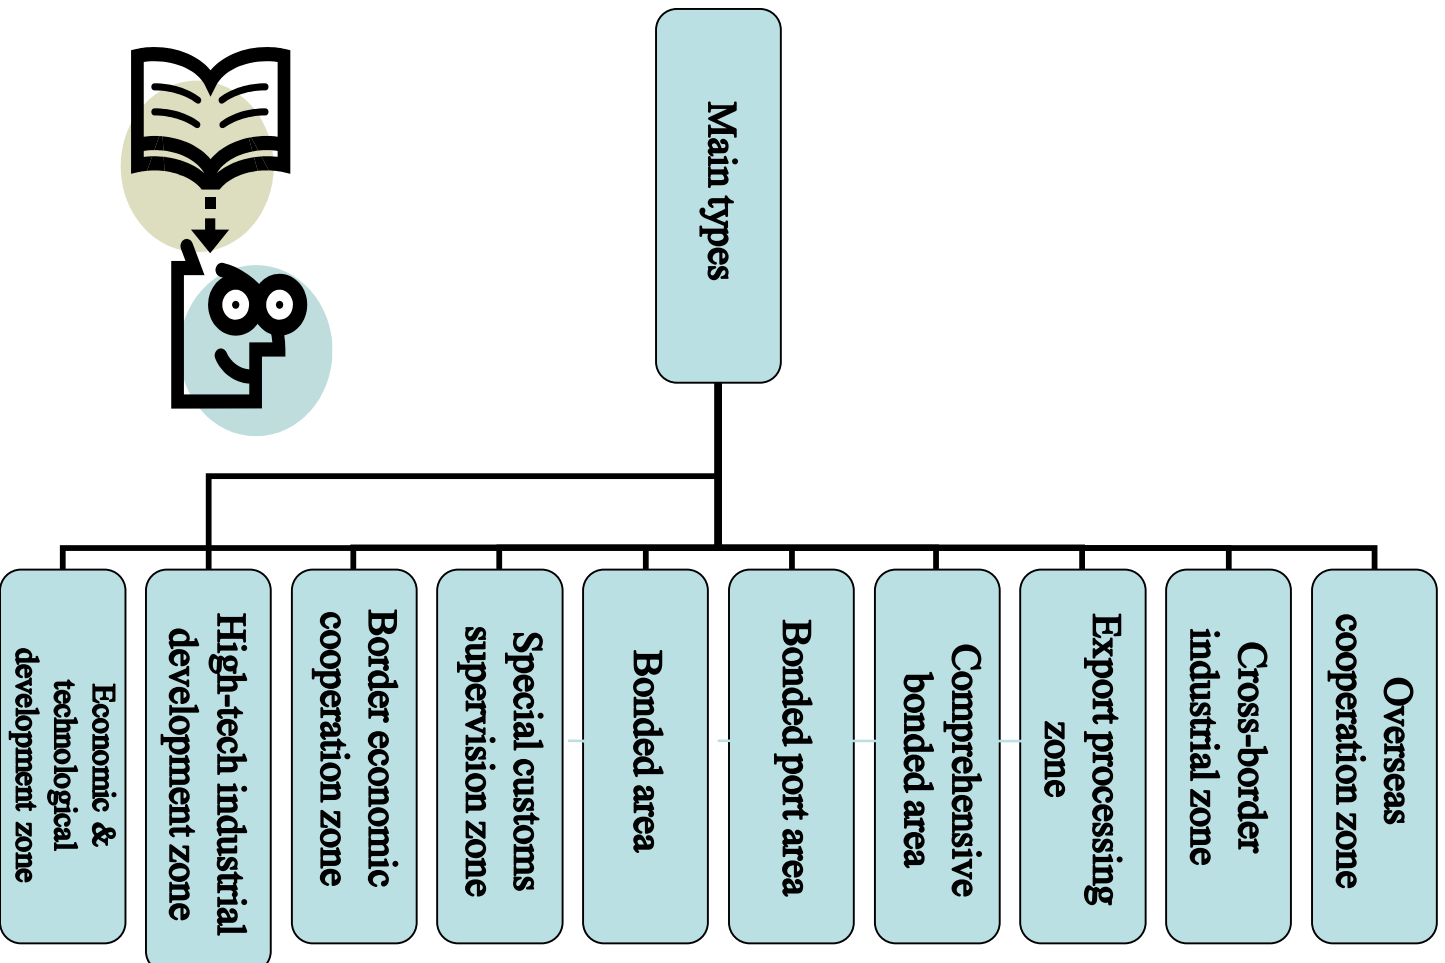 Main types
Economic &
technological
development zone
High-tech industrial
development zone
Border economic
cooperation zone
Special customs
supervision zone
Bonded area
Bonded port area
Comprehensive
bonded area
Export processing
zone
Cross-border
industrial zone
Overseas
cooperation zone